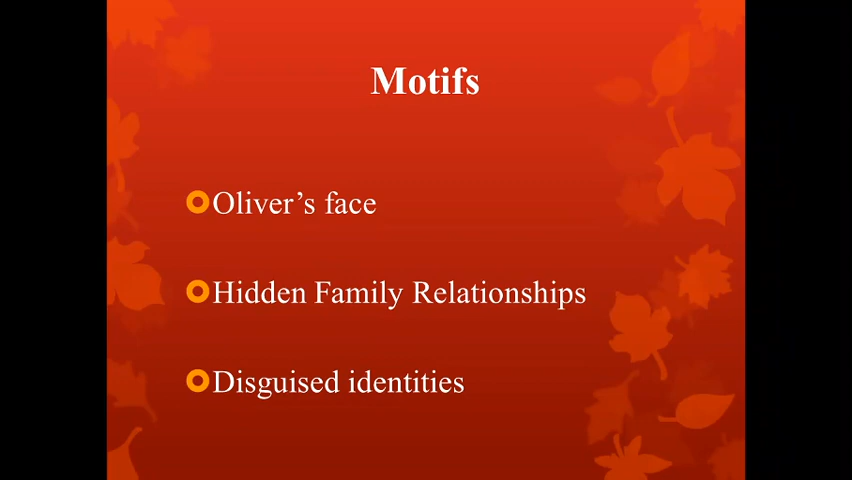 Motifs
Oliver’s face
Hidden Family Relationships
Disguised identities